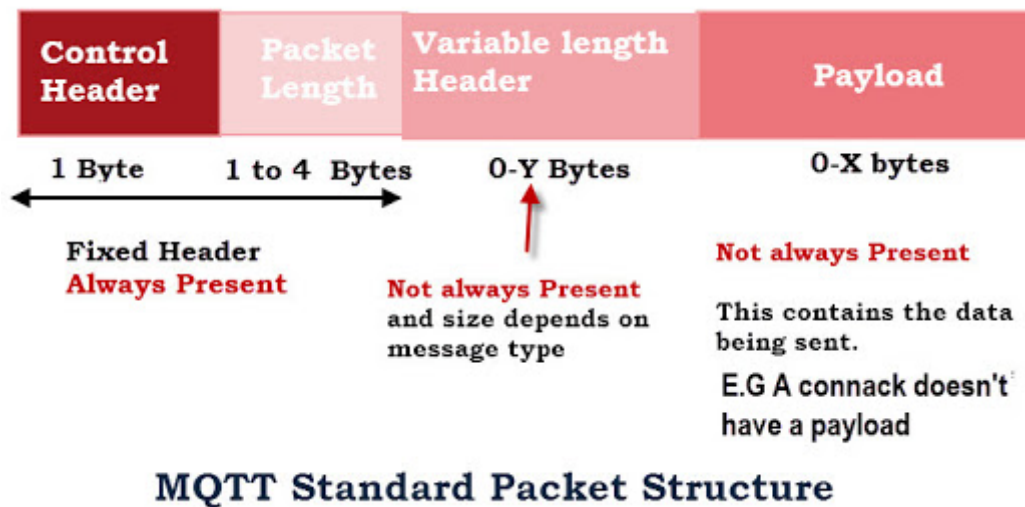 Control
Header
Packet
Length
Variable length
Header
Payload
1 Byte
1 to 4 Bytes
0-Y Bytes
0-X bytes
Fixed Header
Always Present
Not always Present
and size depends on
message type
Not always Present
This contains the data
being sent.
E.G A connack doesn't
have a payload
MQTT Standard Packet Structure